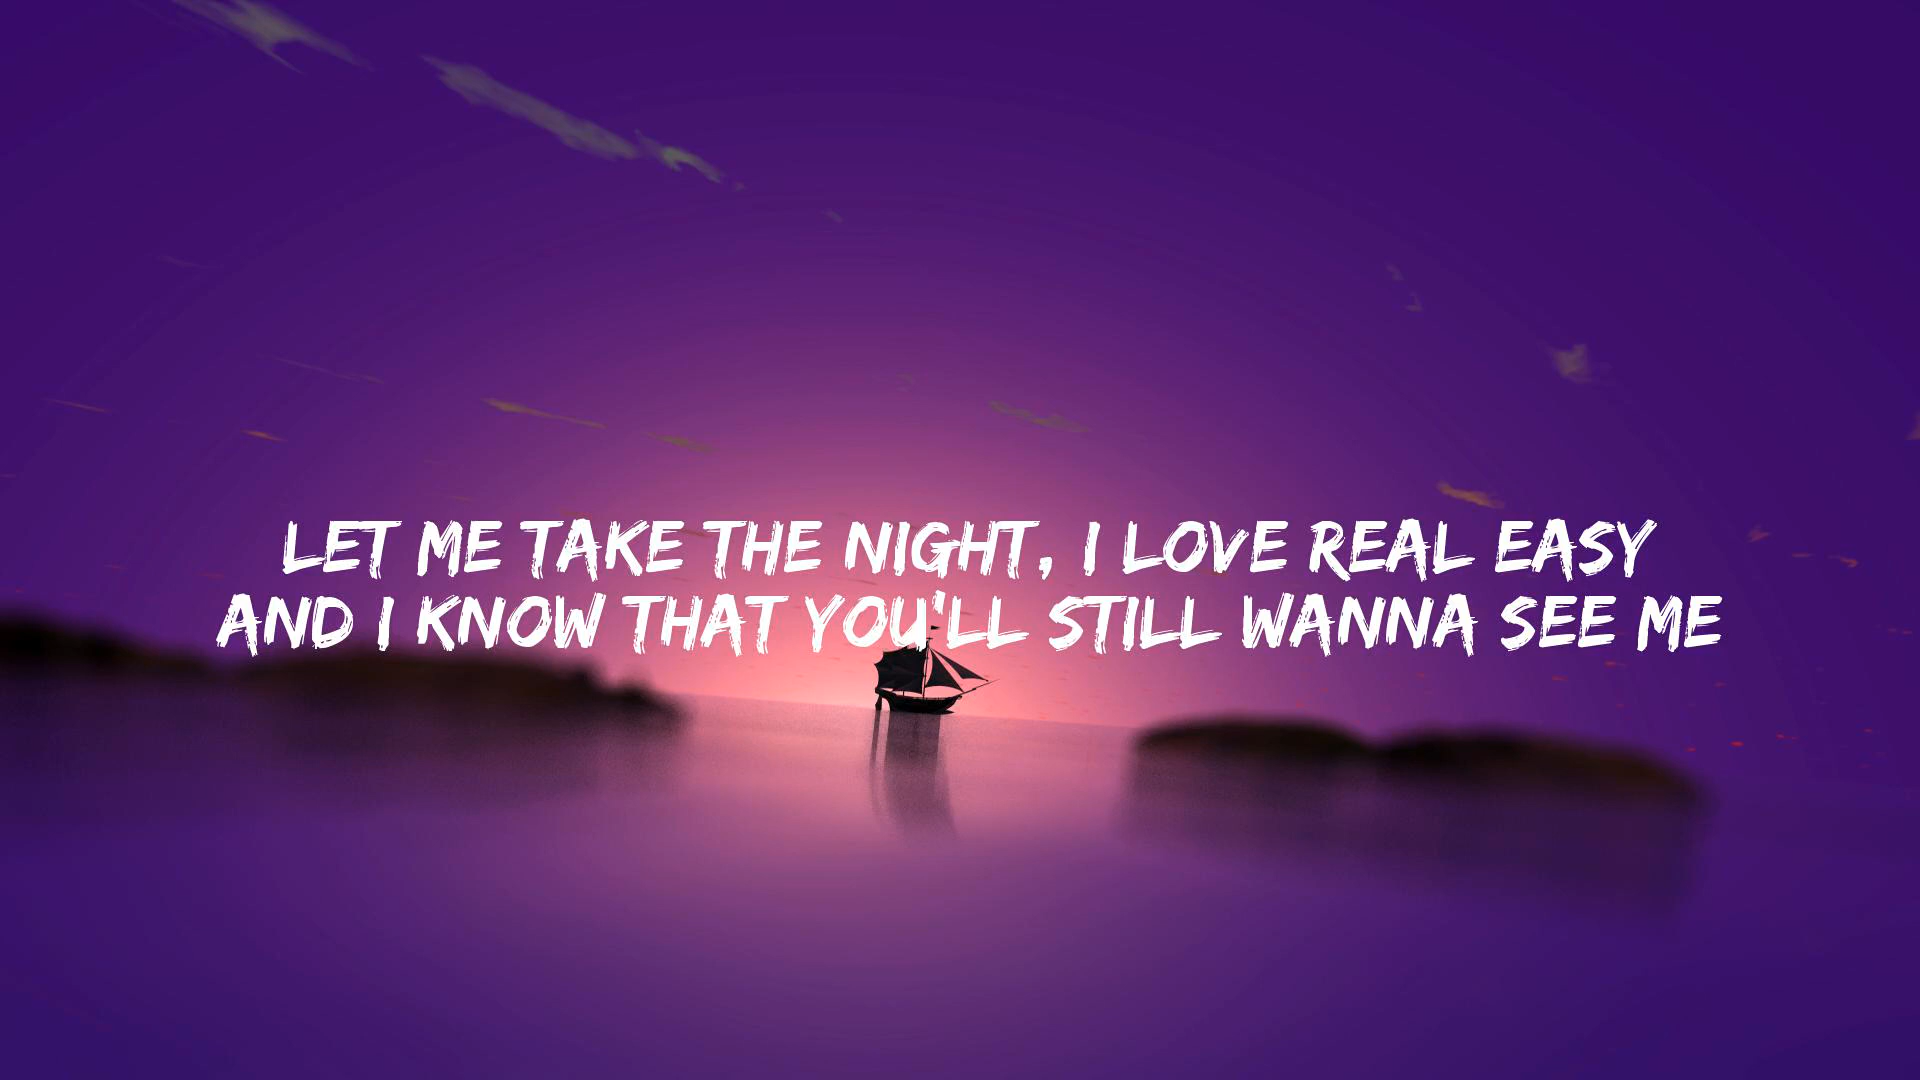 LET ME TAKE THE NIGHT, I LOVE REAL EASY
AND I KNOW THAT YOU'LL STILL WANNA SEE ME